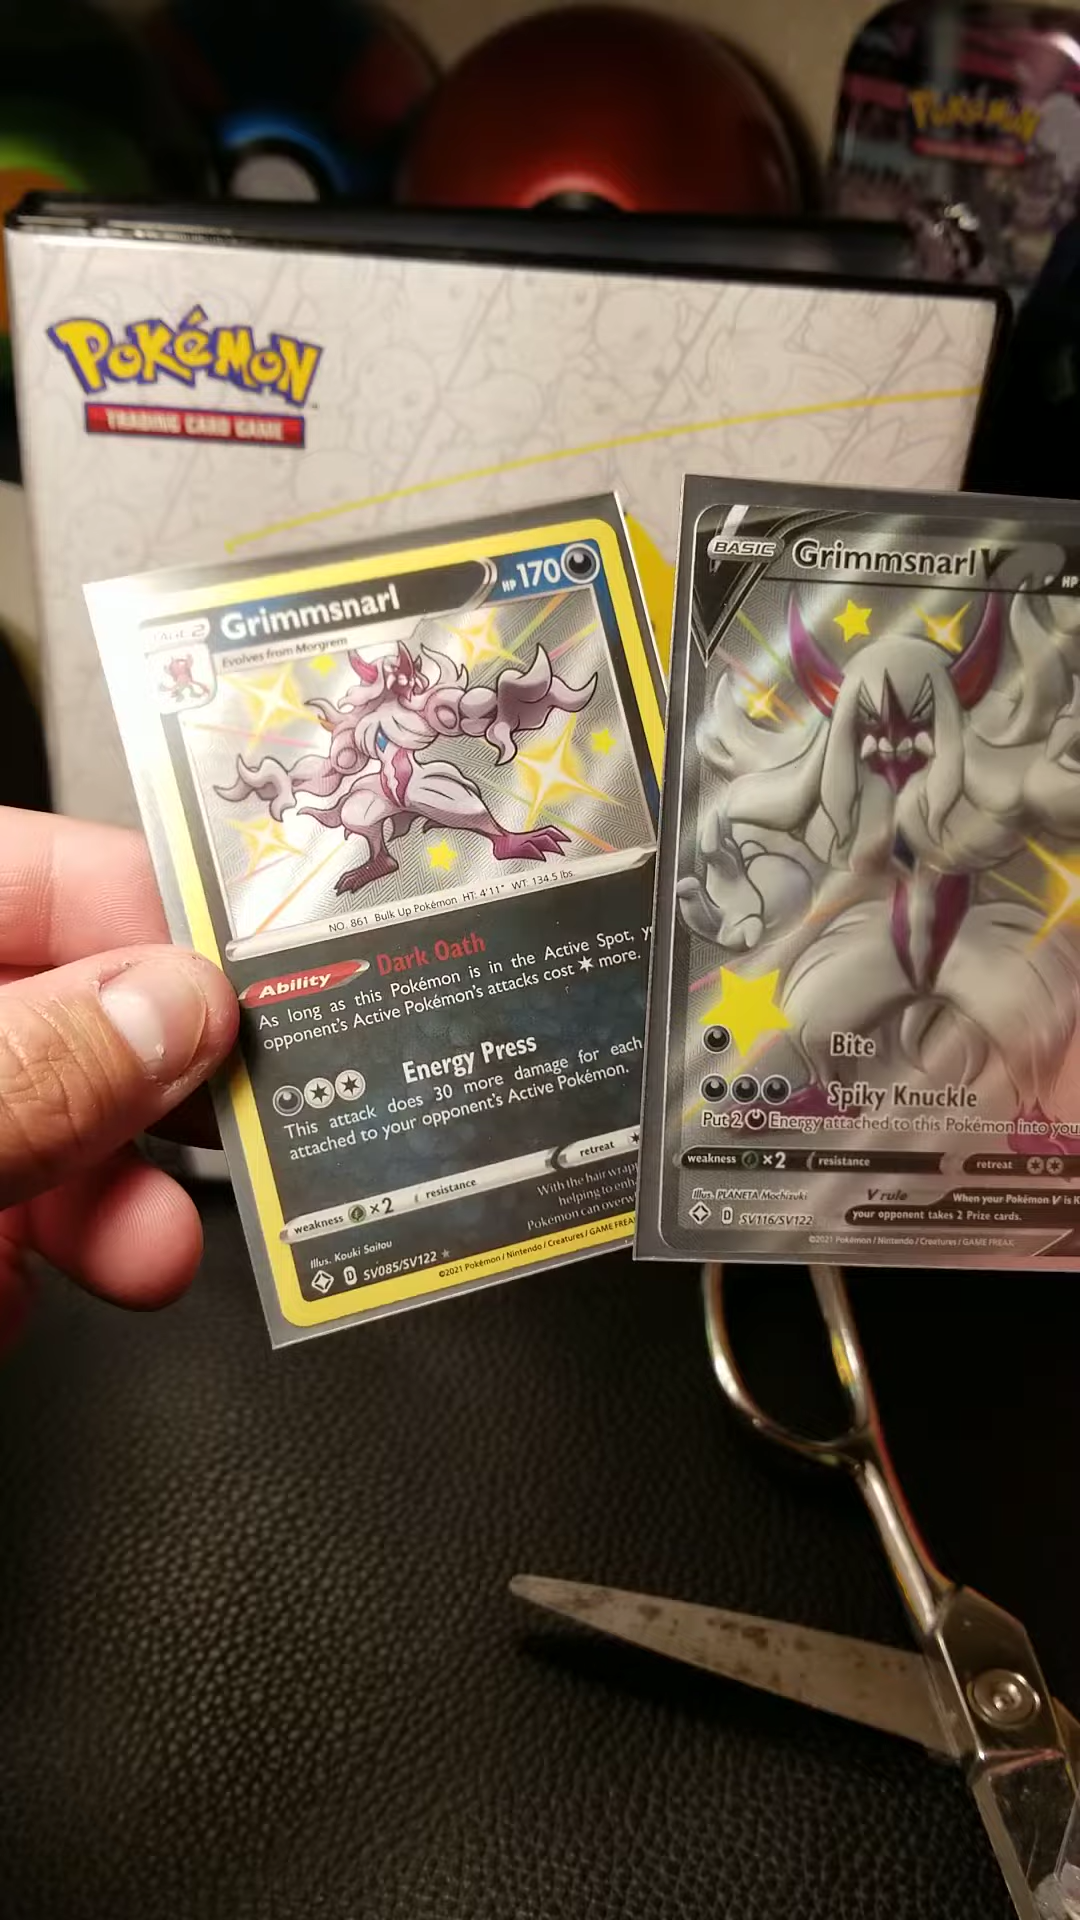 POKéMON
POKéMON
TRADING CARD GAME
STAGE 2
Grimmsnarl
HP 170
Evolves from Morgrem
NO. 861 Bulk Up Pokémon HT: 4'11" WT: 134.5 lbs.
Ability Dark Oath
As long as this Pokémon is in the Active Spot,
opponent's Active Pokémon's attacks cost more.
Energy Press
This attack does 30 more damage for each
attached to your opponent's Active Pokémon.
weakness ×2 resistance retreat
With the hair
helping to
Pokémon can
Illus. Kouki Saitou
D SV085/SV122 ★ ©2021 Pokémon / Nintendo / Creatures / GAME FREAK
BASIC Grimmsnarl V HP
Bite
Spiky Knuckle
Put 2 Energy attached to this Pokémon into
weakness ×2 resistance retreat
Illus. PLANETA Mochizuki
V rule When your Pokémon V is
your opponent takes 2 Prize cards.
D SV116/SV122
©2021 Pokémon / Nintendo / Creatures / GAME FREAK